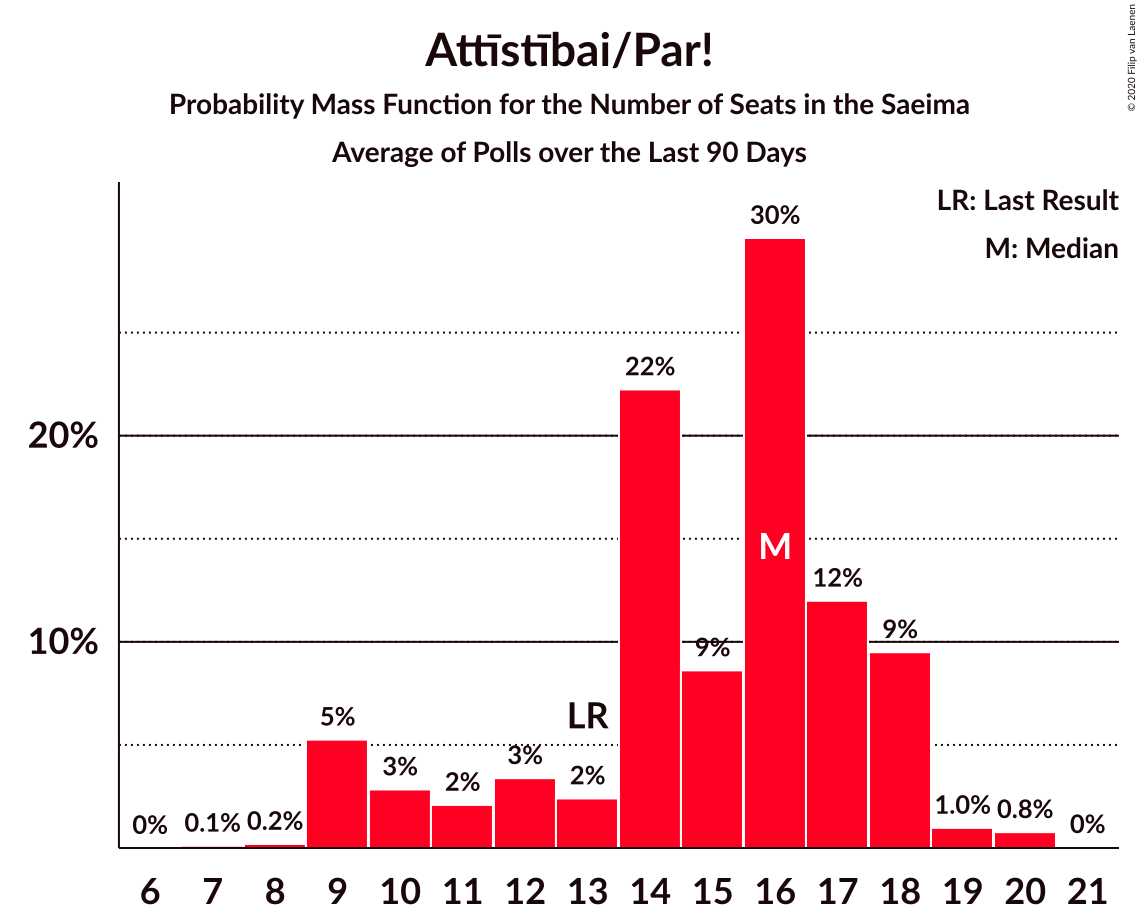 Attīstībai/Par!
Probability Mass Function for the Number of Seats in the Saeima
Average of Polls over the Last 90 Days
© 2020 Filip van Laenen
LR: Last Result
M: Median
20%
10%
0% 0.1% 0.2% 5% 3% 2% 3% 2% 22% 9% 30% 12% 9% 1.0% 0.8% 0%
LR
M
6 7 8 9 10 11 12 13 14 15 16 17 18 19 20 21